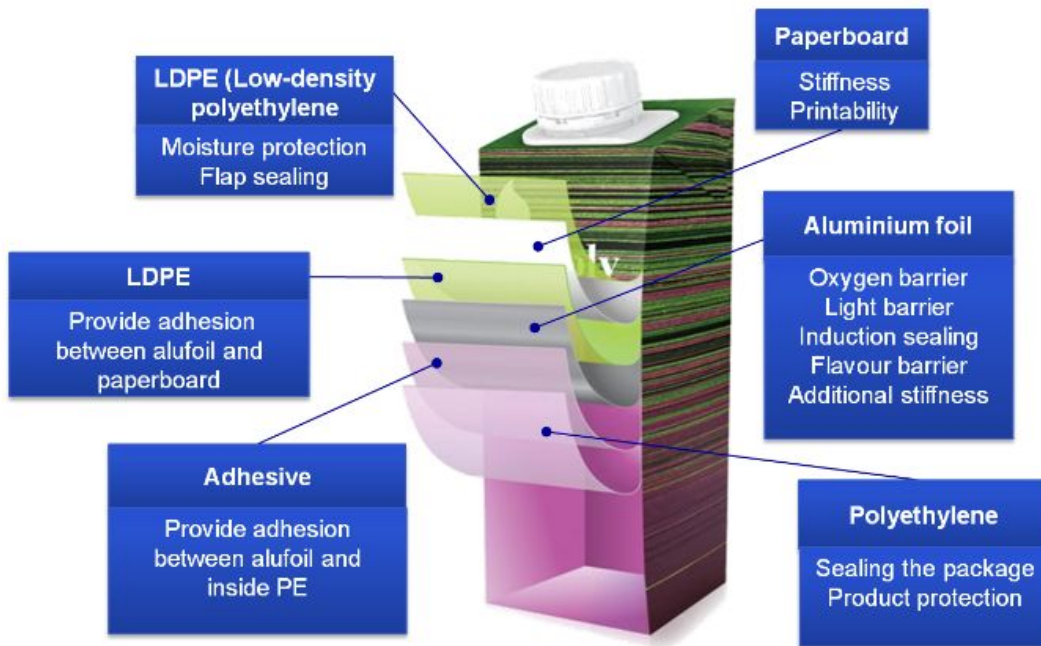 Paperboard
Stiffness
Printability
LDPE (Low-density
polyethylene
Moisture protection
Flap sealing
Aluminium foil
Oxygen barrier
Light barrier
Induction sealing
Flavour barrier
Additional stiffness
LDPE
Provide adhesion
between alufoil and
paperboard
Adhesive
Provide adhesion
between alufoil and
inside PE
Polyethylene
Sealing the package
Product protection